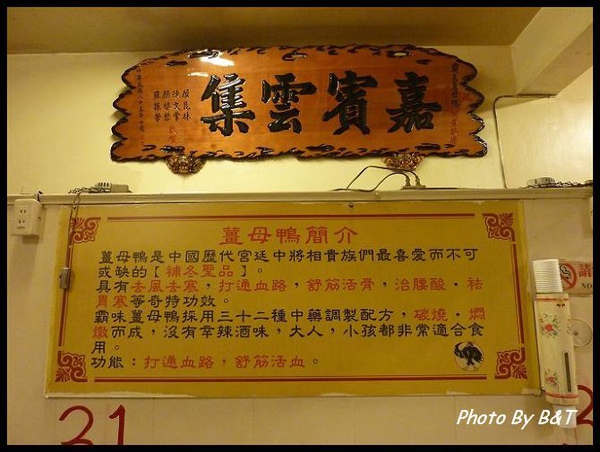 嘉賓雲集
薑母鴨簡介
薑母鴨是中國歷代宮廷中將相貴族們最喜愛而不可
或缺的【補冬聖品】。
具有去風去寒，打通血路，舒筋活骨，治腰酸·祛
胃寒等奇特功效。
霸味薑母鴨採用三十二種中藥調製配方，碳燒·燜
燉而成，沒有辛辣酒味，大人，小孩都非常適合食
用。
功能：打通血路，舒筋活血。
請
NO
31
2
Photo By B&T